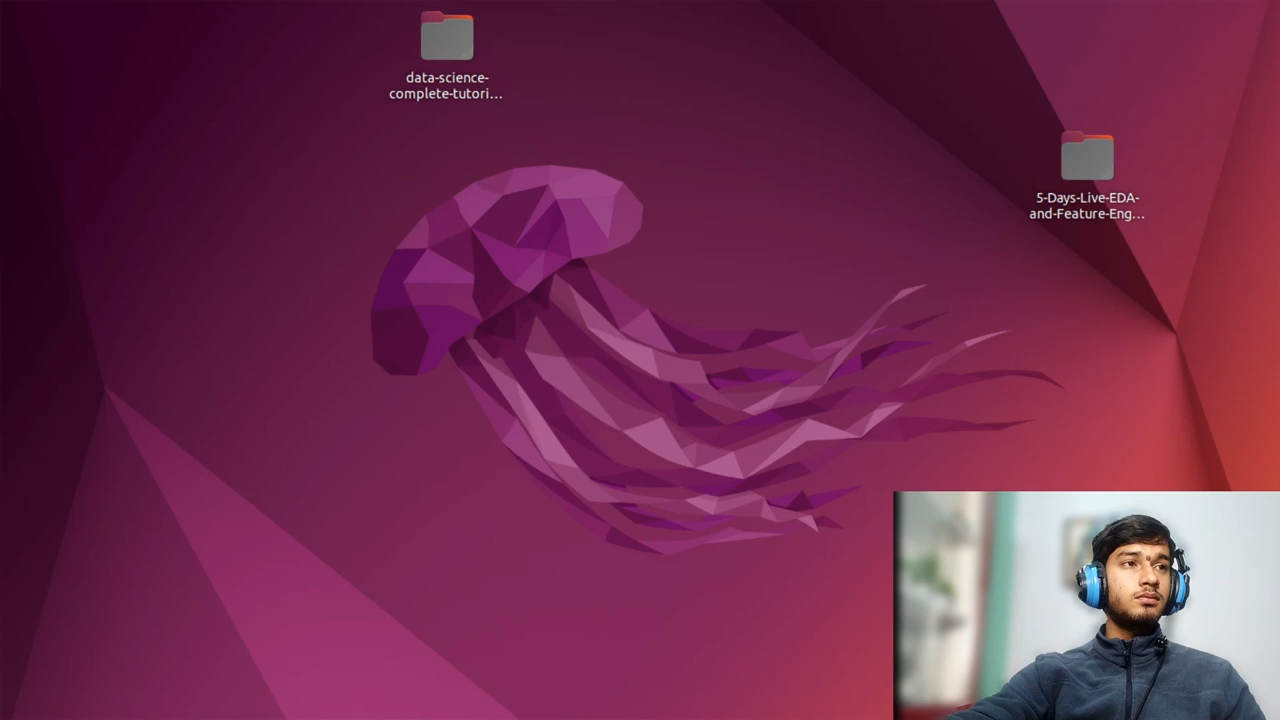 data-science-
complete-tutori...
5-Days-Live-EDA-
and-Feature-Eng...